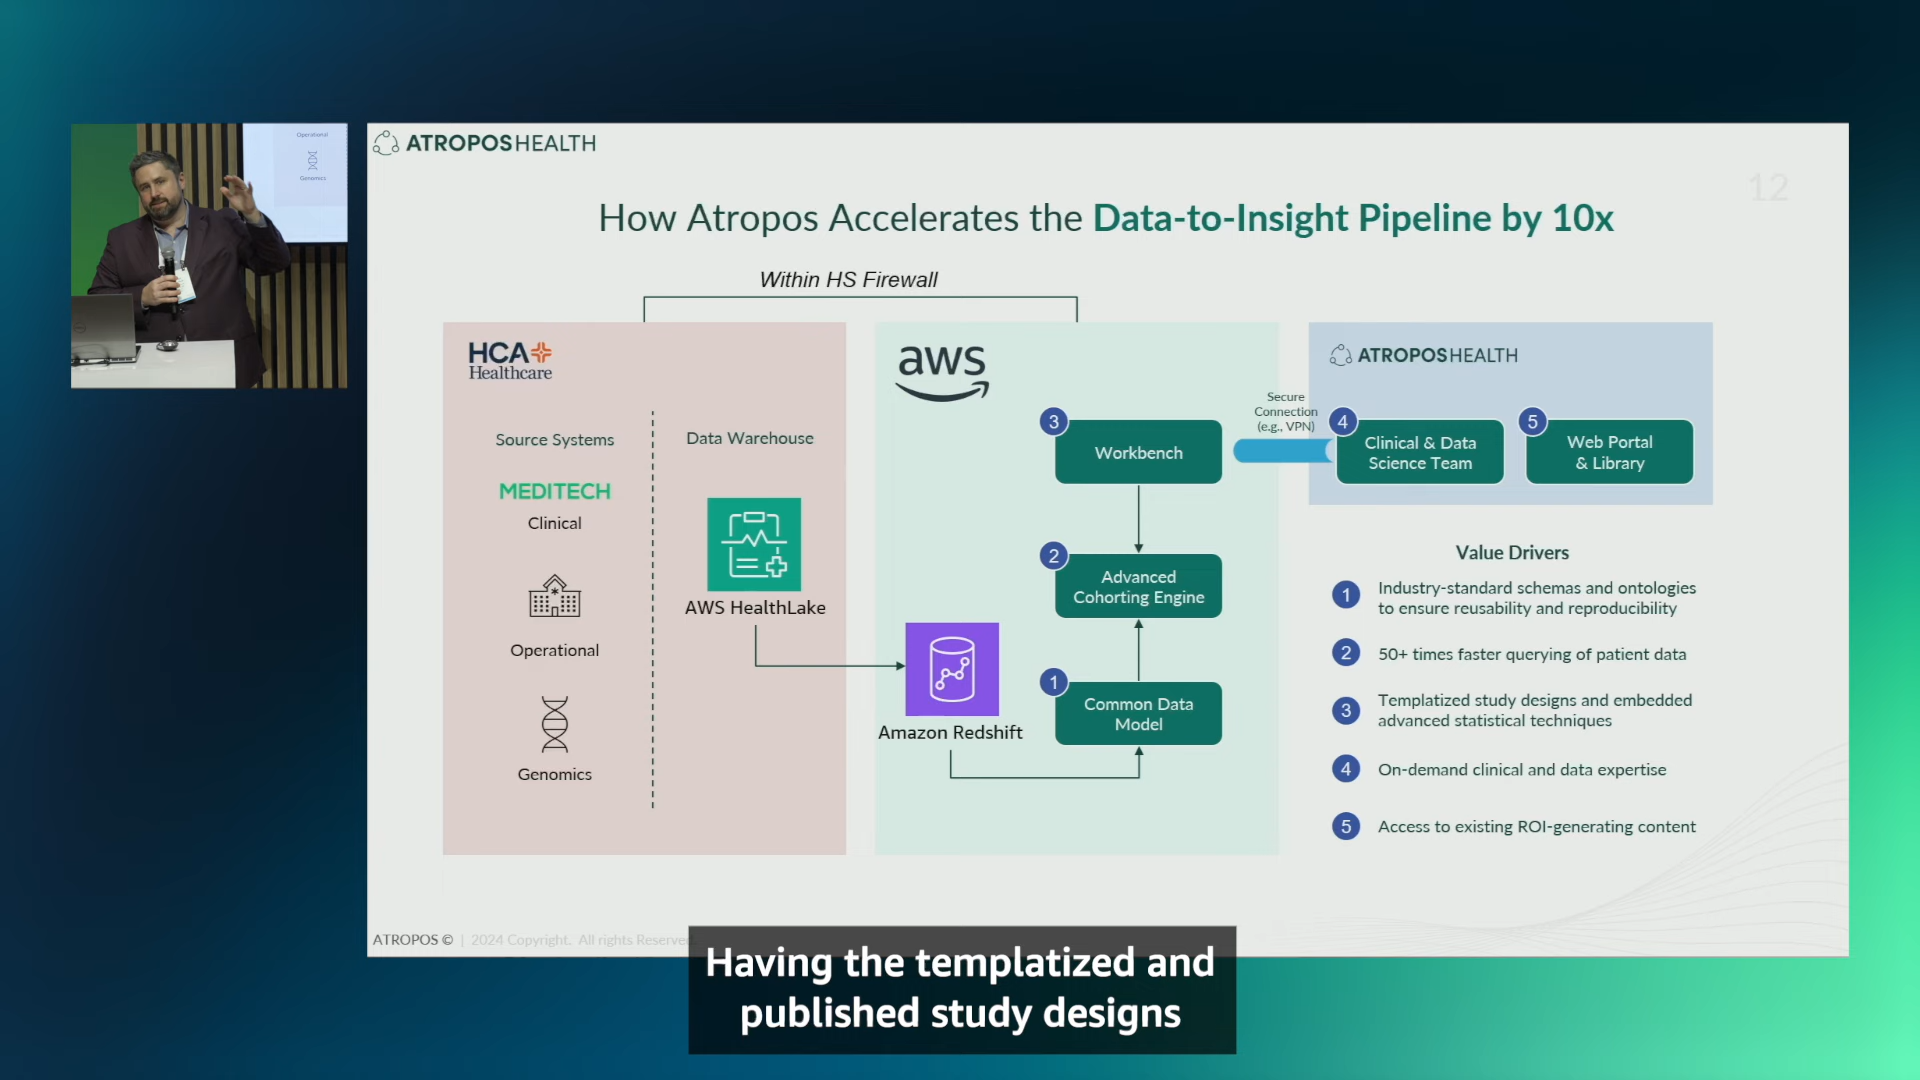 Operational
Genomics
ATROPOSHEALTH
12
How Atropos Accelerates the Data-to-Insight Pipeline by 10x
Within HS Firewall
HCA
Healthcare
Source Systems
Data Warehouse
MEDITECH
Clinical
Operational
Genomics
AWS HealthLake
aws
Amazon Redshift
3
Workbench
2
Advanced
Cohorting Engine
1
Common Data
Model
Secure
Connection
(e.g., VPN)
ATROPOSHEALTH
4
Clinical & Data
Science Team
5
Web Portal
& Library
Value Drivers
1
Industry-standard schemas and ontologies
to ensure reusability and reproducibility
2
50+ times faster querying of patient data
3
Templatized study designs and embedded
advanced statistical techniques
4
On-demand clinical and data expertise
5
Access to existing ROI-generating content
ATROPOS © | 2024 Copyright. All rights Reserved
Having the templatized and
published study designs